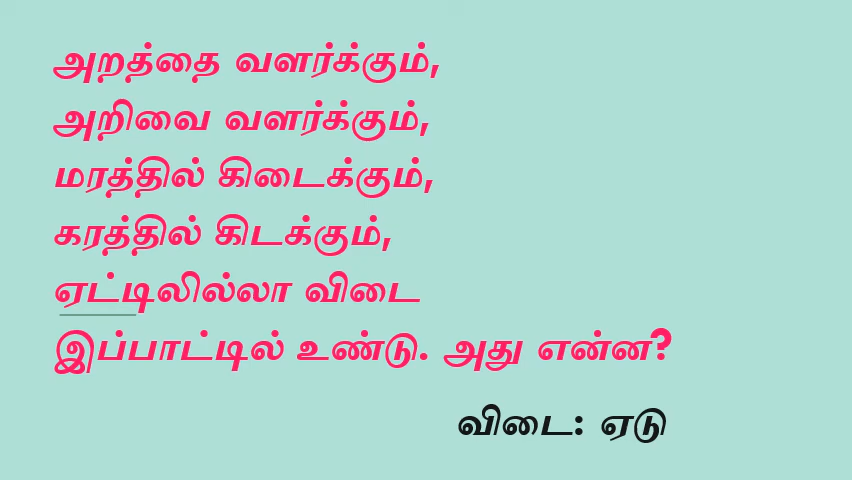 அறத்தை வளர்க்கும்,
அறிவை வளர்க்கும்,
மரத்தில் கிடைக்கும்,
கரத்தில் கிடக்கும்,
ஏட்டிலில்லா விடை
இப்பாட்டில் உண்டு. அது என்ன?
விடை: ஏடு